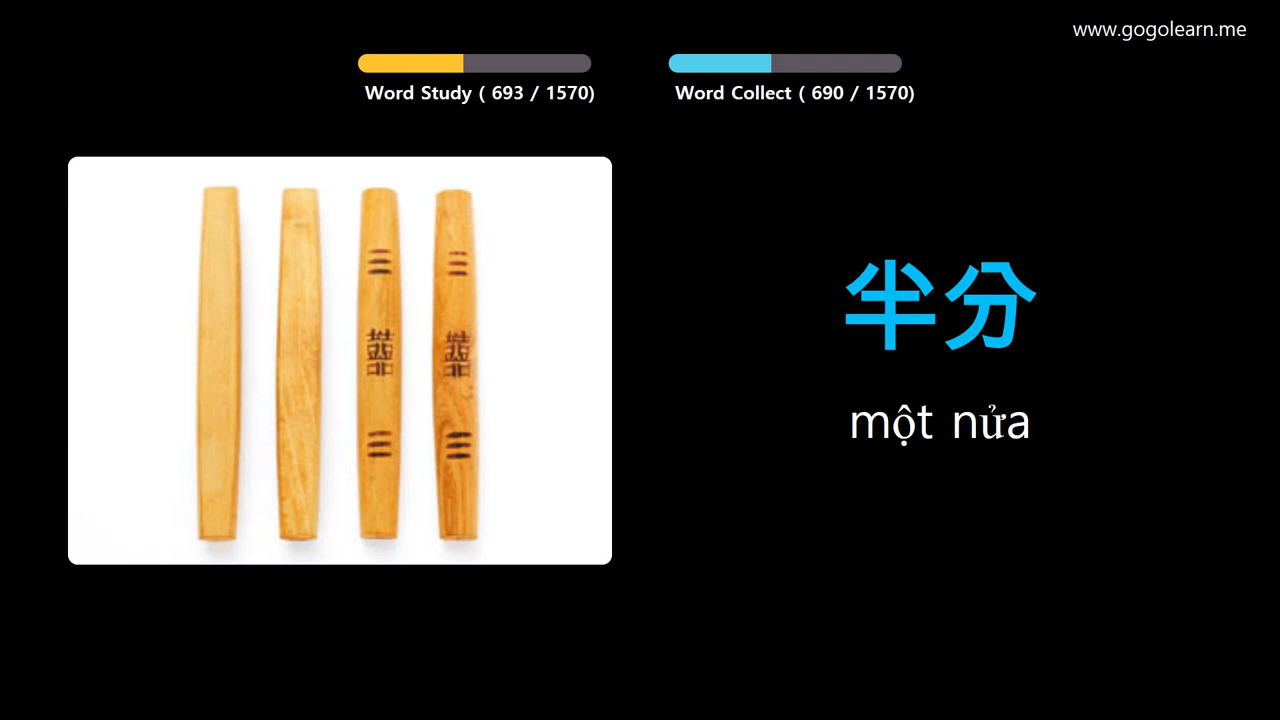 www.gogolearn.me
Word Study ( 693 / 1570)
Word Collect ( 690 / 1570)
半分
một nửa